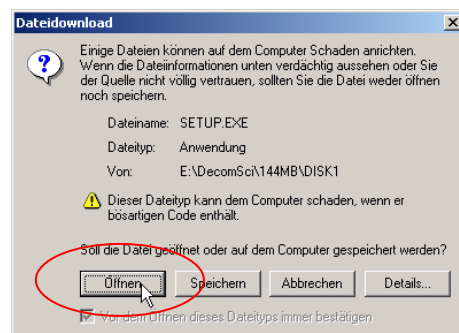 Dateidownload
Einige Dateien können auf dem Computer Schaden anrichten.
Wenn die Dateiinformationen unten verdächtig aussehen oder Sie
der Quelle nicht völlig vertrauen, sollten Sie die Datei weder öffnen
noch speichern.
Dateiname: SETUP.EXE
Dateityp: Anwendung
Von: E:\DecomSci\144MB\DISK1
Dieser Dateityp kann dem Computer schaden, wenn er
bösartigen Code enthält.
Soll die Datei geöffnet oder auf dem Computer gespeichert werden?
Öffnen Speichern Abbrechen Details...
Vor dem Öffnen dieses Dateityps immer bestätigen